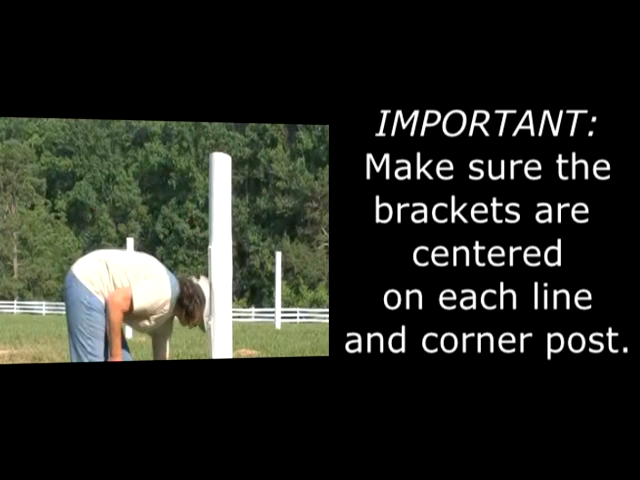 IMPORTANT:
Make sure the
brackets are
centered
on each line
and corner post.